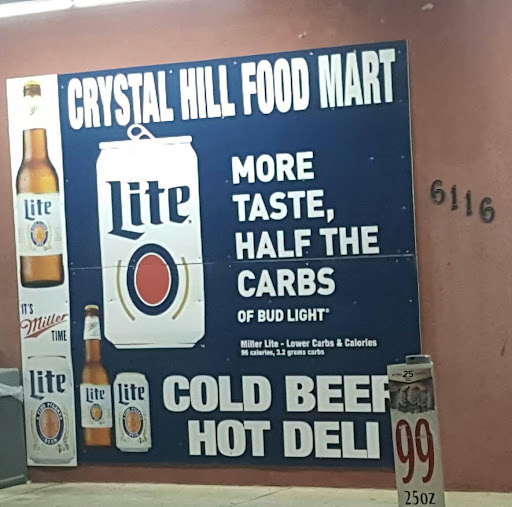 CRYSTAL HILL FOOD MART
Lite
MORE
TASTE,
HALF THE
CARBS
OF BUD LIGHT*
Miller Lite - Lower Carbs & Calories
96 calories, 3.2 grams carbs
COLD BEER
HOT DELI
Lite
IT'S
Miller
TIME
Lite
Lite
Lite
6116
25
99
25oz